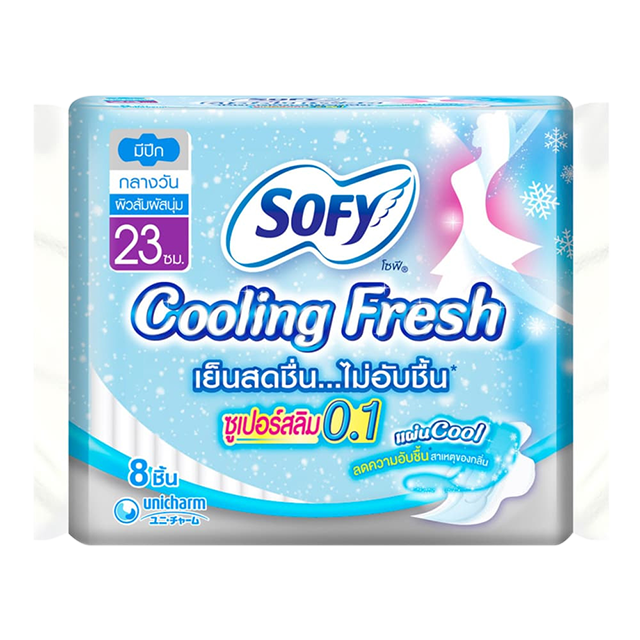 มีปีก
กลางวัน
ผิวสัมผัสนุ่ม
23 ซม.
SOFY
โซฟี®
Cooling Fresh
เย็นสดชื่น...ไม่อับชื้น*
ซูเปอร์สลิม 0.1
แผ่นCool
ลดความอับชื้น สาเหตุของกลิ่น
8 ชิ้น
unicharm
ユニ・チャーム